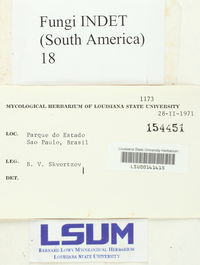 Fungi INDET
(South America)
18
1173
MYCOLOGICAL HERBARIUM OF LOUISIANA STATE UNIVERSITY
28-11-1971
154451
LOC. Parque do Estado
Sao Paulo, Brasil
Louisiana State University Herbarium
LSU00141415
LEG. B. V. Skvortzov
DET.
LSUM
BERNARD LOWY MYCOLOGICAL HERBARIUM
LOUISIANA STATE UNIVERSITY